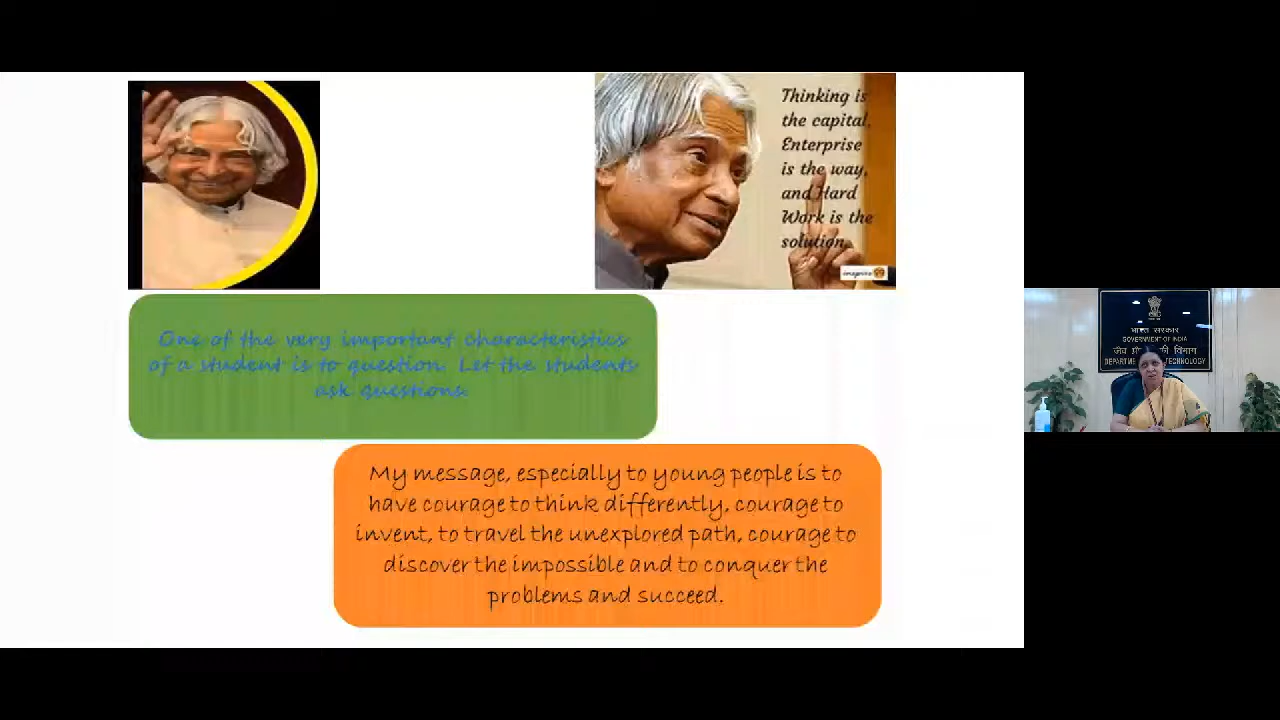 Thinking is
the capital,
Enterprise
is the way,
and Hard
Work is the
solution.
One of the very important characteristics
of a student is to question. Let the students
ask questions.
My message, especially to young people is to
have courage to think differently, courage to
invent, to travel the unexplored path, courage to
discover the impossible and to conquer the
problems and succeed.
भारत सरकार
GOVERNMENT OF INDIA
विभाग
TECHNOLOGY